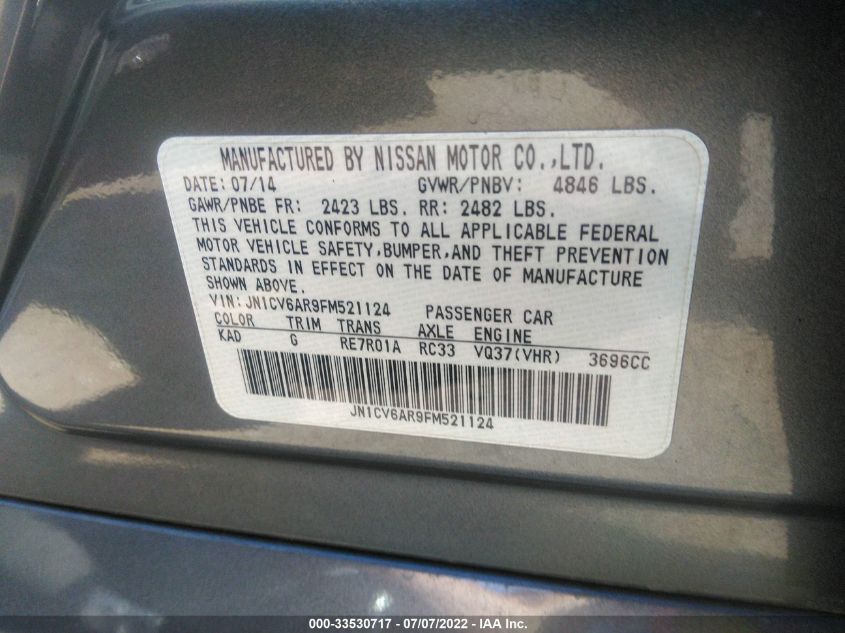 MANUFACTURED BY NISSAN MOTOR CO.,LTD.
DATE: 07/14 GVWR/PNBV: 4846 LBS.
GAWR/PNBE FR: 2423 LBS. RR: 2482 LBS.
THIS VEHICLE CONFORMS TO ALL APPLICABLE FEDERAL
MOTOR VEHICLE SAFETY,BUMPER,AND THEFT PREVENTION
STANDARDS IN EFFECT ON THE DATE OF MANUFACTURE
SHOWN ABOVE.
VIN: JN1CV6AR9FM521124 PASSENGER CAR
COLOR TRIM TRANS AXLE ENGINE
KAD G RE7R01A RC33 VQ37(VHR) 3696CC
JN1CV6AR9FM521124
000-33530717 - 07/07/2022 - IAA Inc.